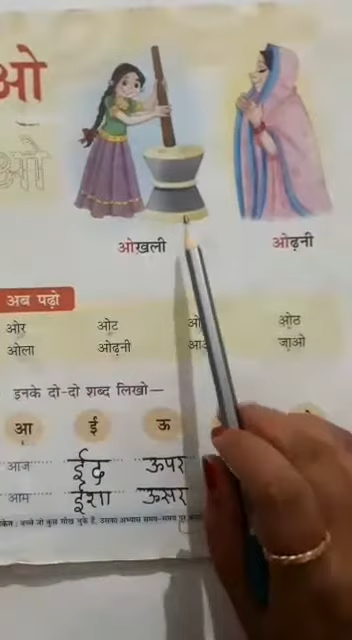 ओ
ओ
ओखली ओढ़नी
अब पढ़ो
ओर ओट ओठ
ओला ओढ़नी जाओ
इनके दो-दो शब्द लिखो—
आ ई ऊ
आज ईद ऊपर
आम ईशा ऊसर